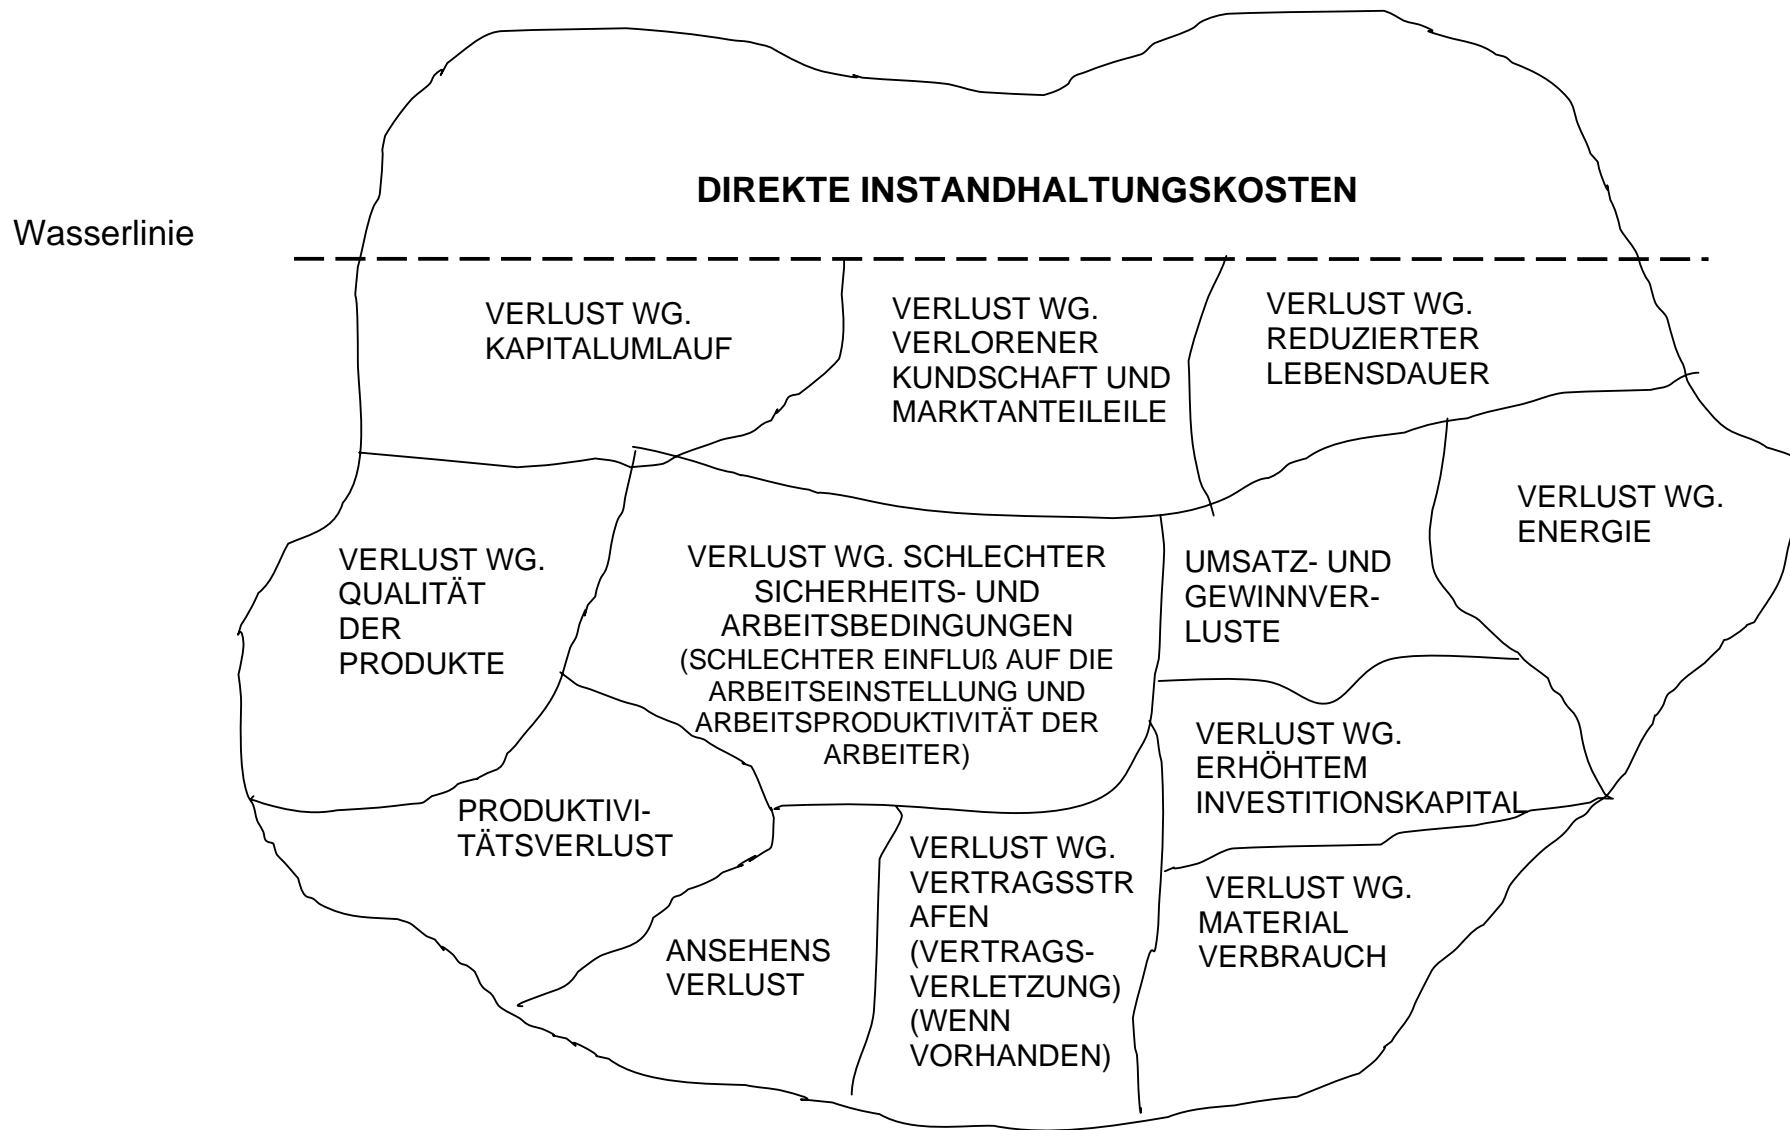 DIREKTE INSTANDHALTUNGSKOSTEN
Wasserlinie
VERLUST WG.
KAPITALUMLAUF
VERLUST WG.
VERLORENER
KUNDSCHAFT UND
MARKTANTEILEILE
VERLUST WG.
REDUZIERTER
LEBENSDAUER
VERLUST WG.
ENERGIE
VERLUST WG.
QUALITÄT
DER
PRODUKTE
VERLUST WG. SCHLECHTER
SICHERHEITS- UND
ARBEITSBEDINGUNGEN
(SCHLECHTER EINFLUß AUF DIE
ARBEITSEINSTELLUNG UND
ARBEITSPRODUKTIVITÄT DER
ARBEITER)
UMSATZ- UND
GEWINNVER-
LUSTE
VERLUST WG.
ERHÖHTEM
INVESTITIONSKAPITAL
PRODUKTIVI-
TÄTSVERLUST
ANSEHENS
VERLUST
VERLUST WG.
VERTRAGSSTR
AFEN
(VERTRAGS-
VERLETZUNG)
(WENN
VORHANDEN)
VERLUST WG.
MATERIAL
VERBRAUCH